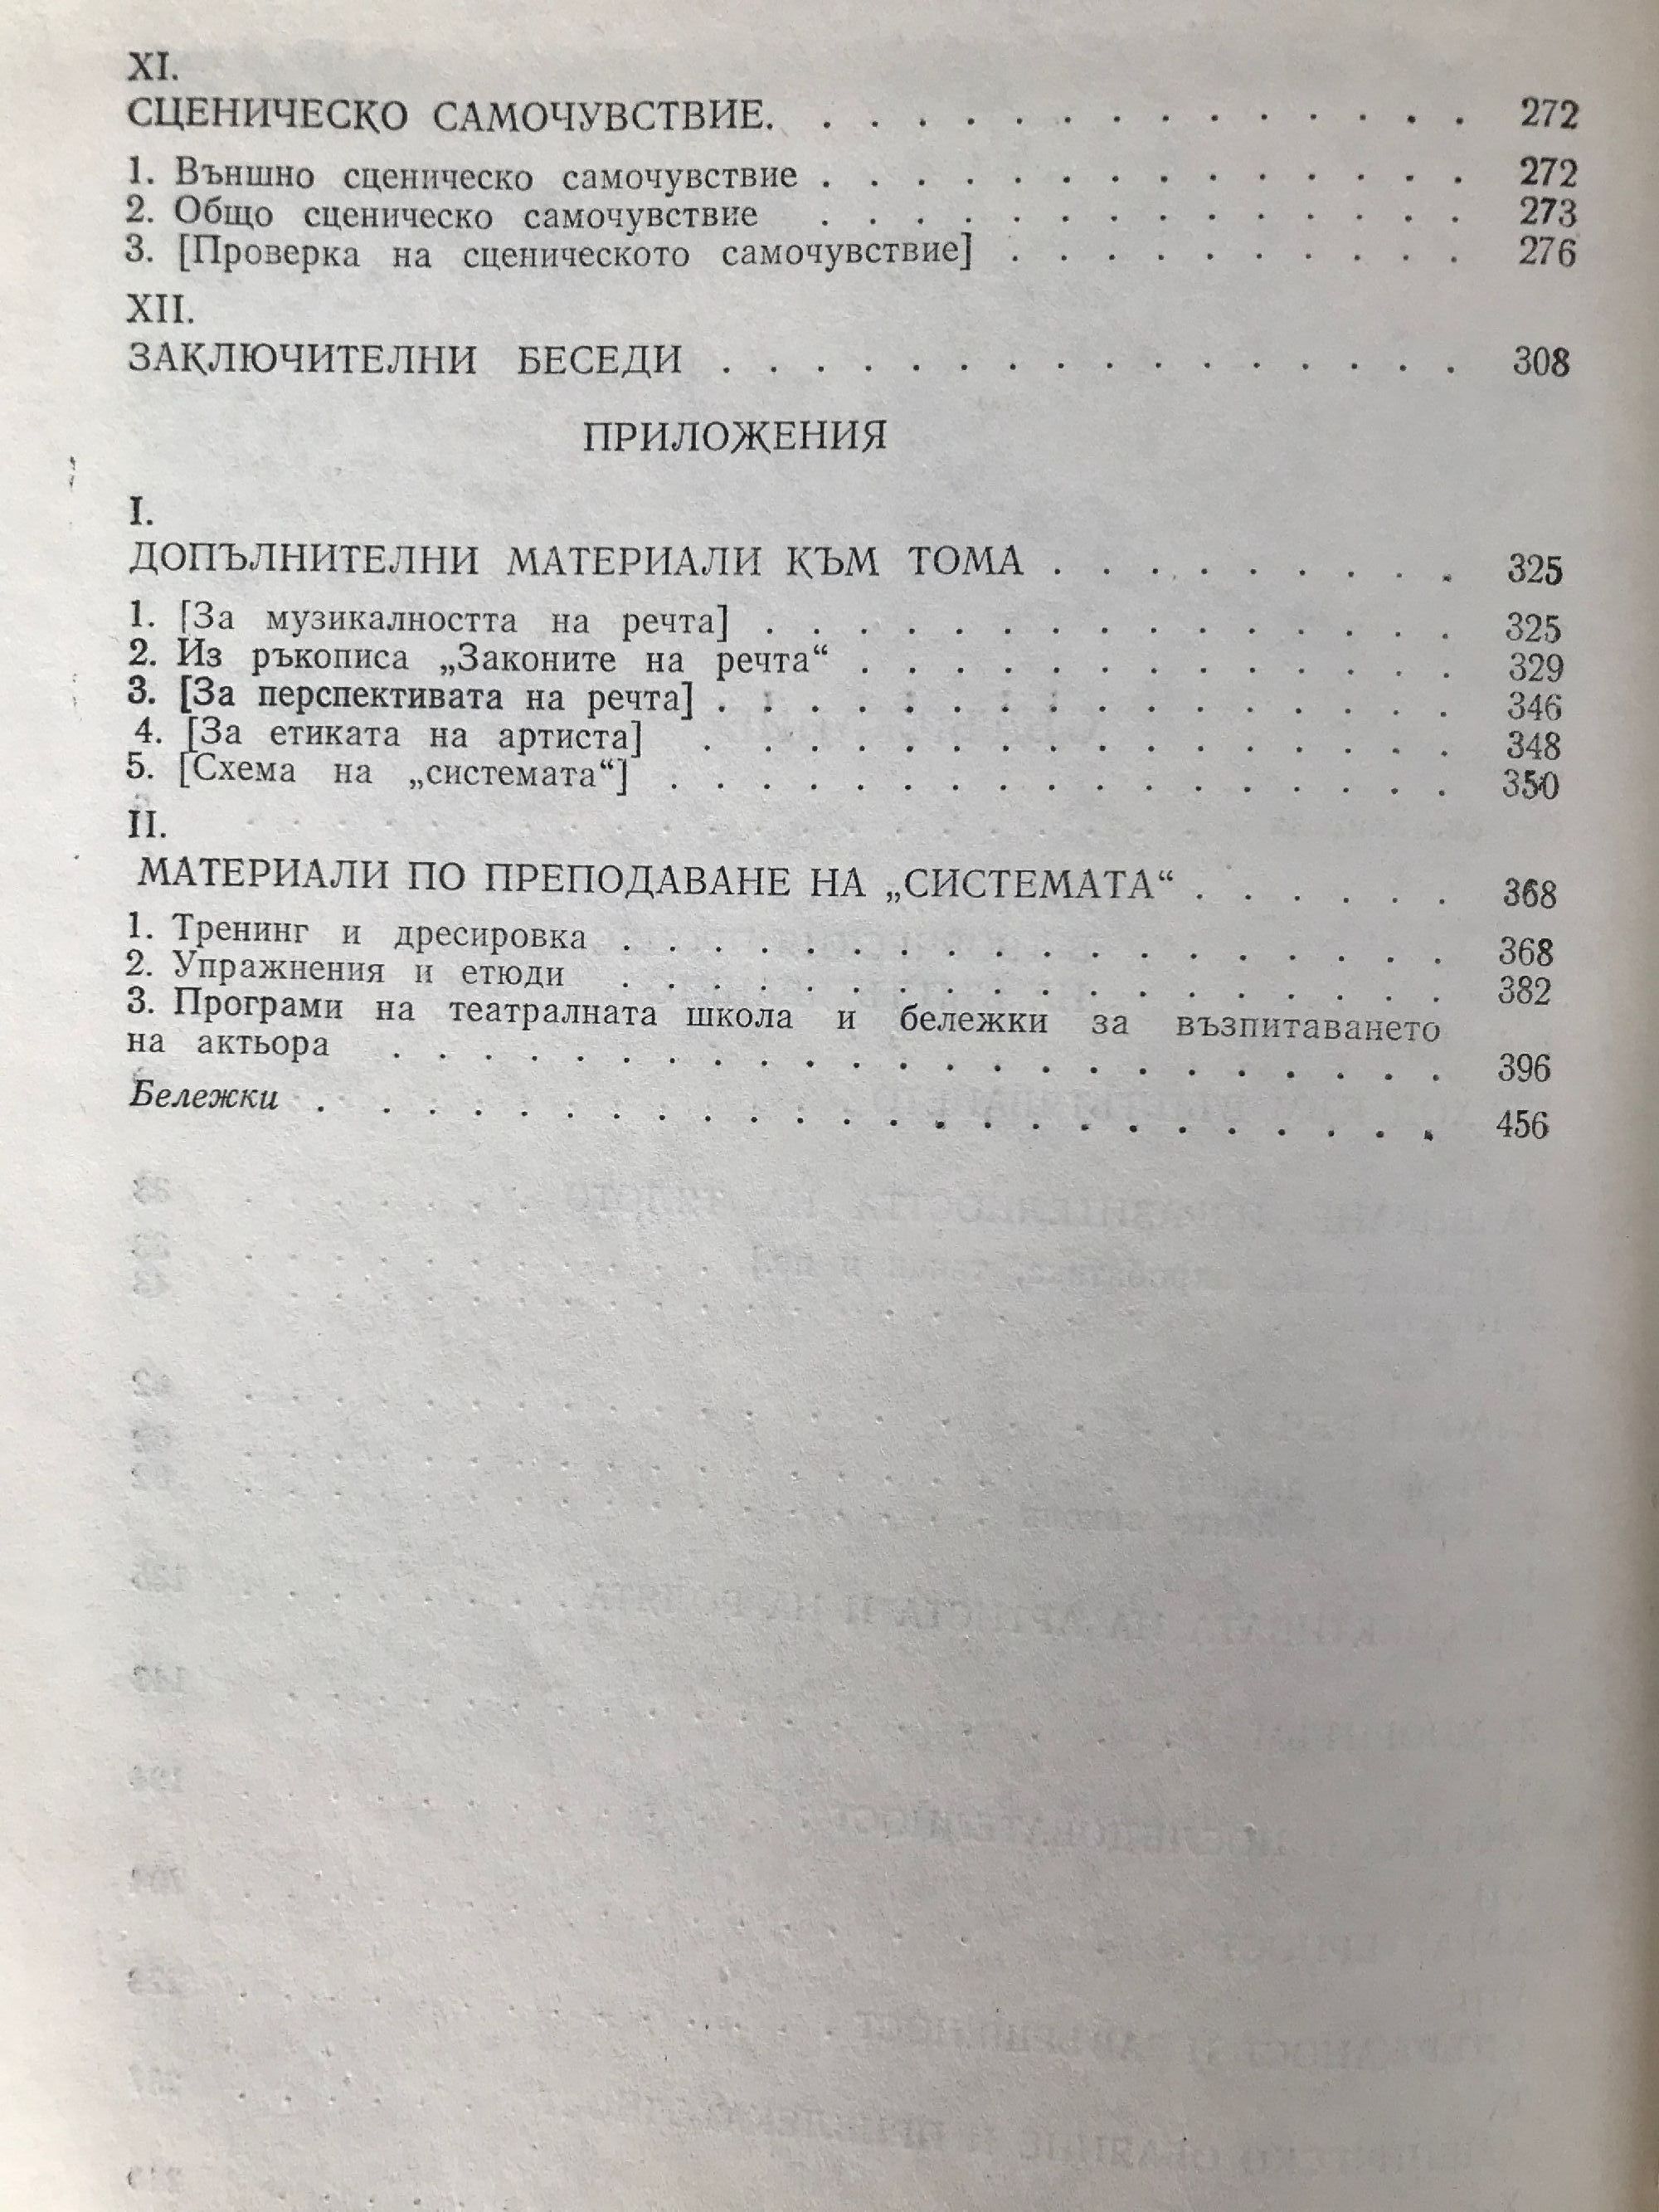 XI.
СЦЕНИЧЕСКО САМОЧУВСТВИЕ. . . . . . . . . . . . . . . 272
1. Външно сценическо самочувствие . . . . . . . . . . . . . . 272
2. Общо сценическо самочувствие . . . . . . . . . . . . . . 273
3. [Проверка на сценическото самочувствие] . . . . . . . . . . 276
XII.
ЗАКЛЮЧИТЕЛНИ БЕСЕДИ . . . . . . . . . . . . . . . . 308
ПРИЛОЖЕНИЯ
I.
ДОПЪЛНИТЕЛНИ МАТЕРИАЛИ КЪМ ТОМА . . . . . . . . . 325
1. [За музикалността на речта] . . . . . . . . . . . . . . . 325
2. Из ръкописа „Законите на речта“ . . . . . . . . . . . . . 329
3. [За перспективата на речта] . . . . . . . . . . . . . . . . 346
4. [За етиката на артиста] . . . . . . . . . . . . . . . . 348
5. [Схема на „системата“] . . . . . . . . . . . . . . . . . 350
II.
МАТЕРИАЛИ ПО ПРЕПОДАВАНЕ НА „СИСТЕМАТА“ . . . . . . 368
1. Тренинг и дресировка . . . . . . . . . . . . . . . . . . 368
2. Упражнения и етюди . . . . . . . . . . . . . . . . . . 382
3. Програми на театралната школа и бележки за възпитаването
на актьора . . . . . . . . . . . . . . . . . . . . . . . 396
Бележки . . . . . . . . . . . . . . . . . . . . . . . . 456